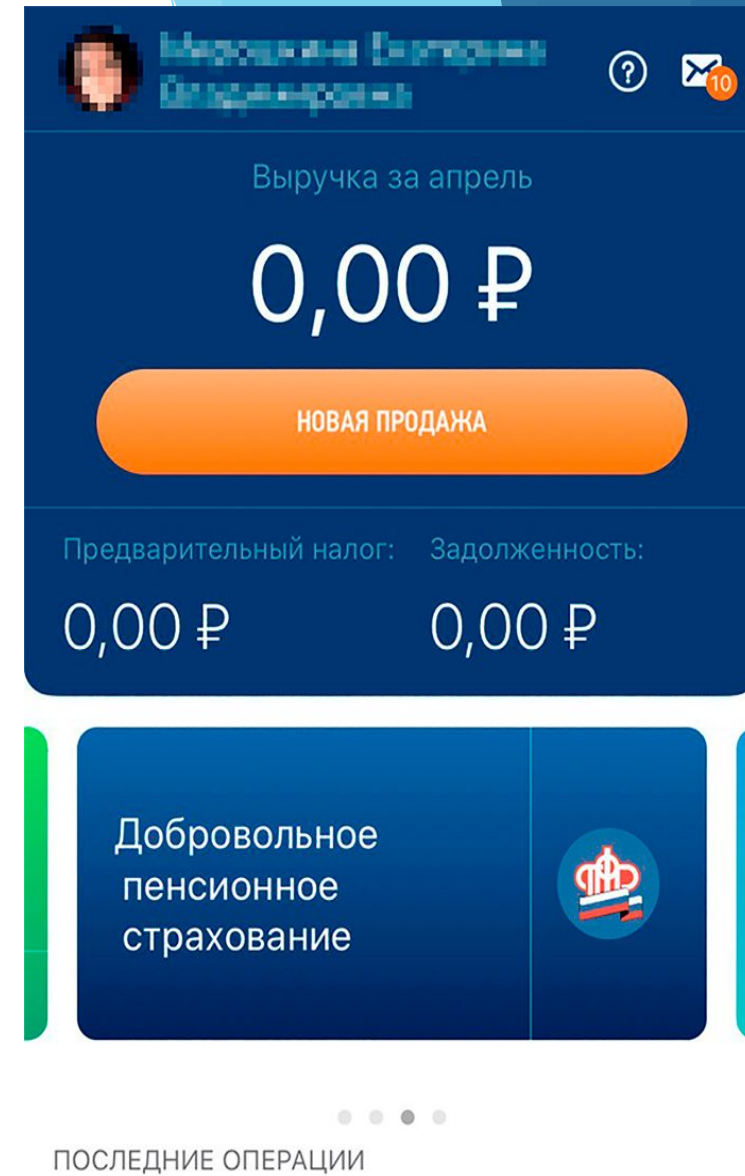 10
Выручка за апрель
0,00 ₽
НОВАЯ ПРОДАЖА
Предварительный налог: Задолженность:
0,00 ₽ 0,00 ₽
Добровольное
пенсионное
страхование
ПОСЛЕДНИЕ ОПЕРАЦИИ